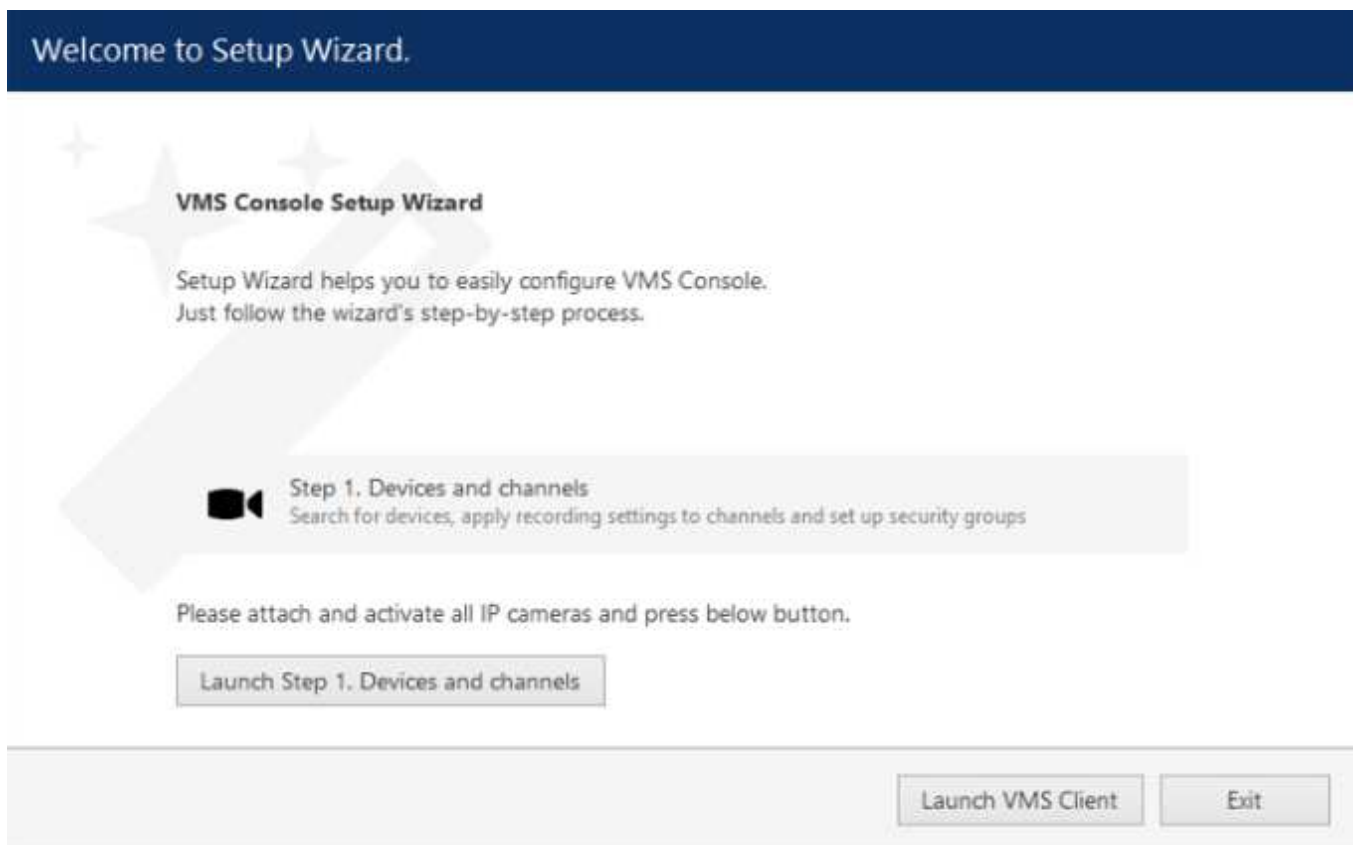 Welcome to Setup Wizard.
VMS Console Setup Wizard
Setup Wizard helps you to easily configure VMS Console.
Just follow the wizard's step-by-step process.
Step 1. Devices and channels
Search for devices, apply recording settings to channels and set up security groups
Please attach and activate all IP cameras and press below button.
Launch Step 1. Devices and channels
Launch VMS Client
Exit